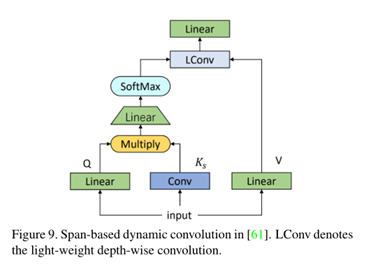 Linear
LConv
SoftMax
Linear
Multiply
Q
K_s
V
Linear
Conv
Linear
input
Figure 9. Span-based dynamic convolution in [61]. LConv denotes
the light-weight depth-wise convolution.